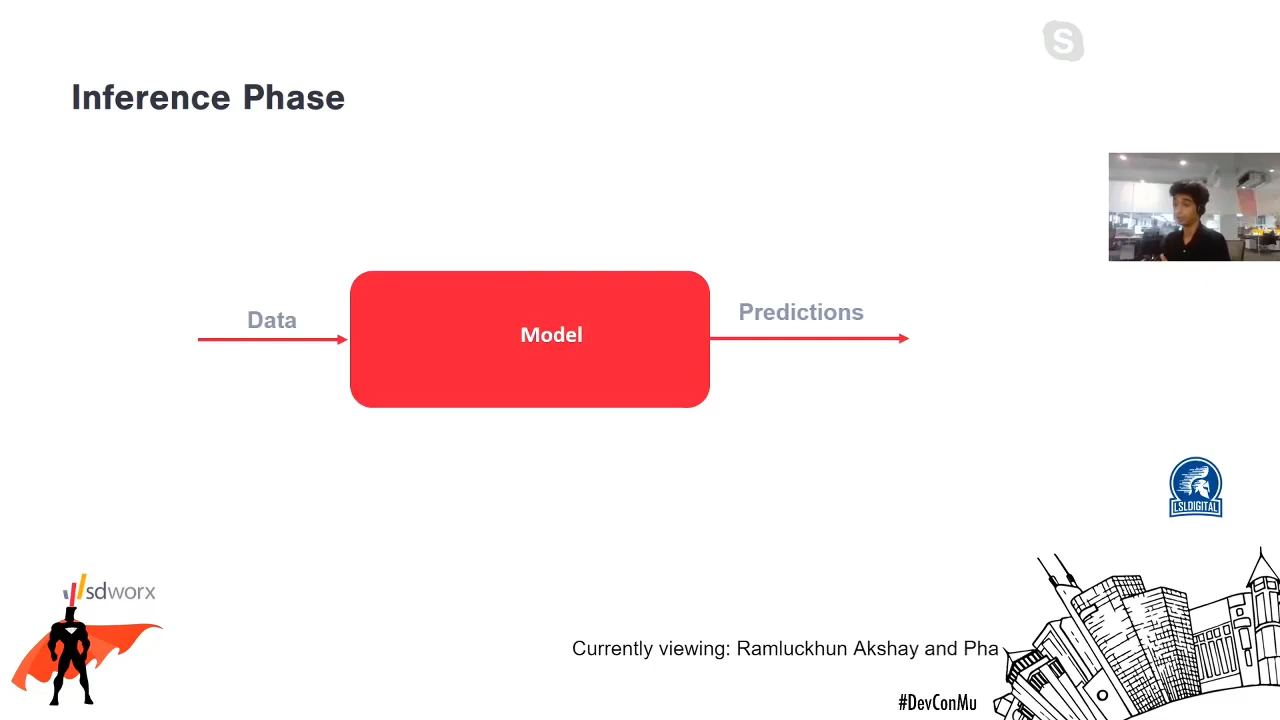 S
Inference Phase
Data
Model
Predictions
LSLDIGITAL
sdworx
Currently viewing: Ramluckhun Akshay and Pha
#DevConMu